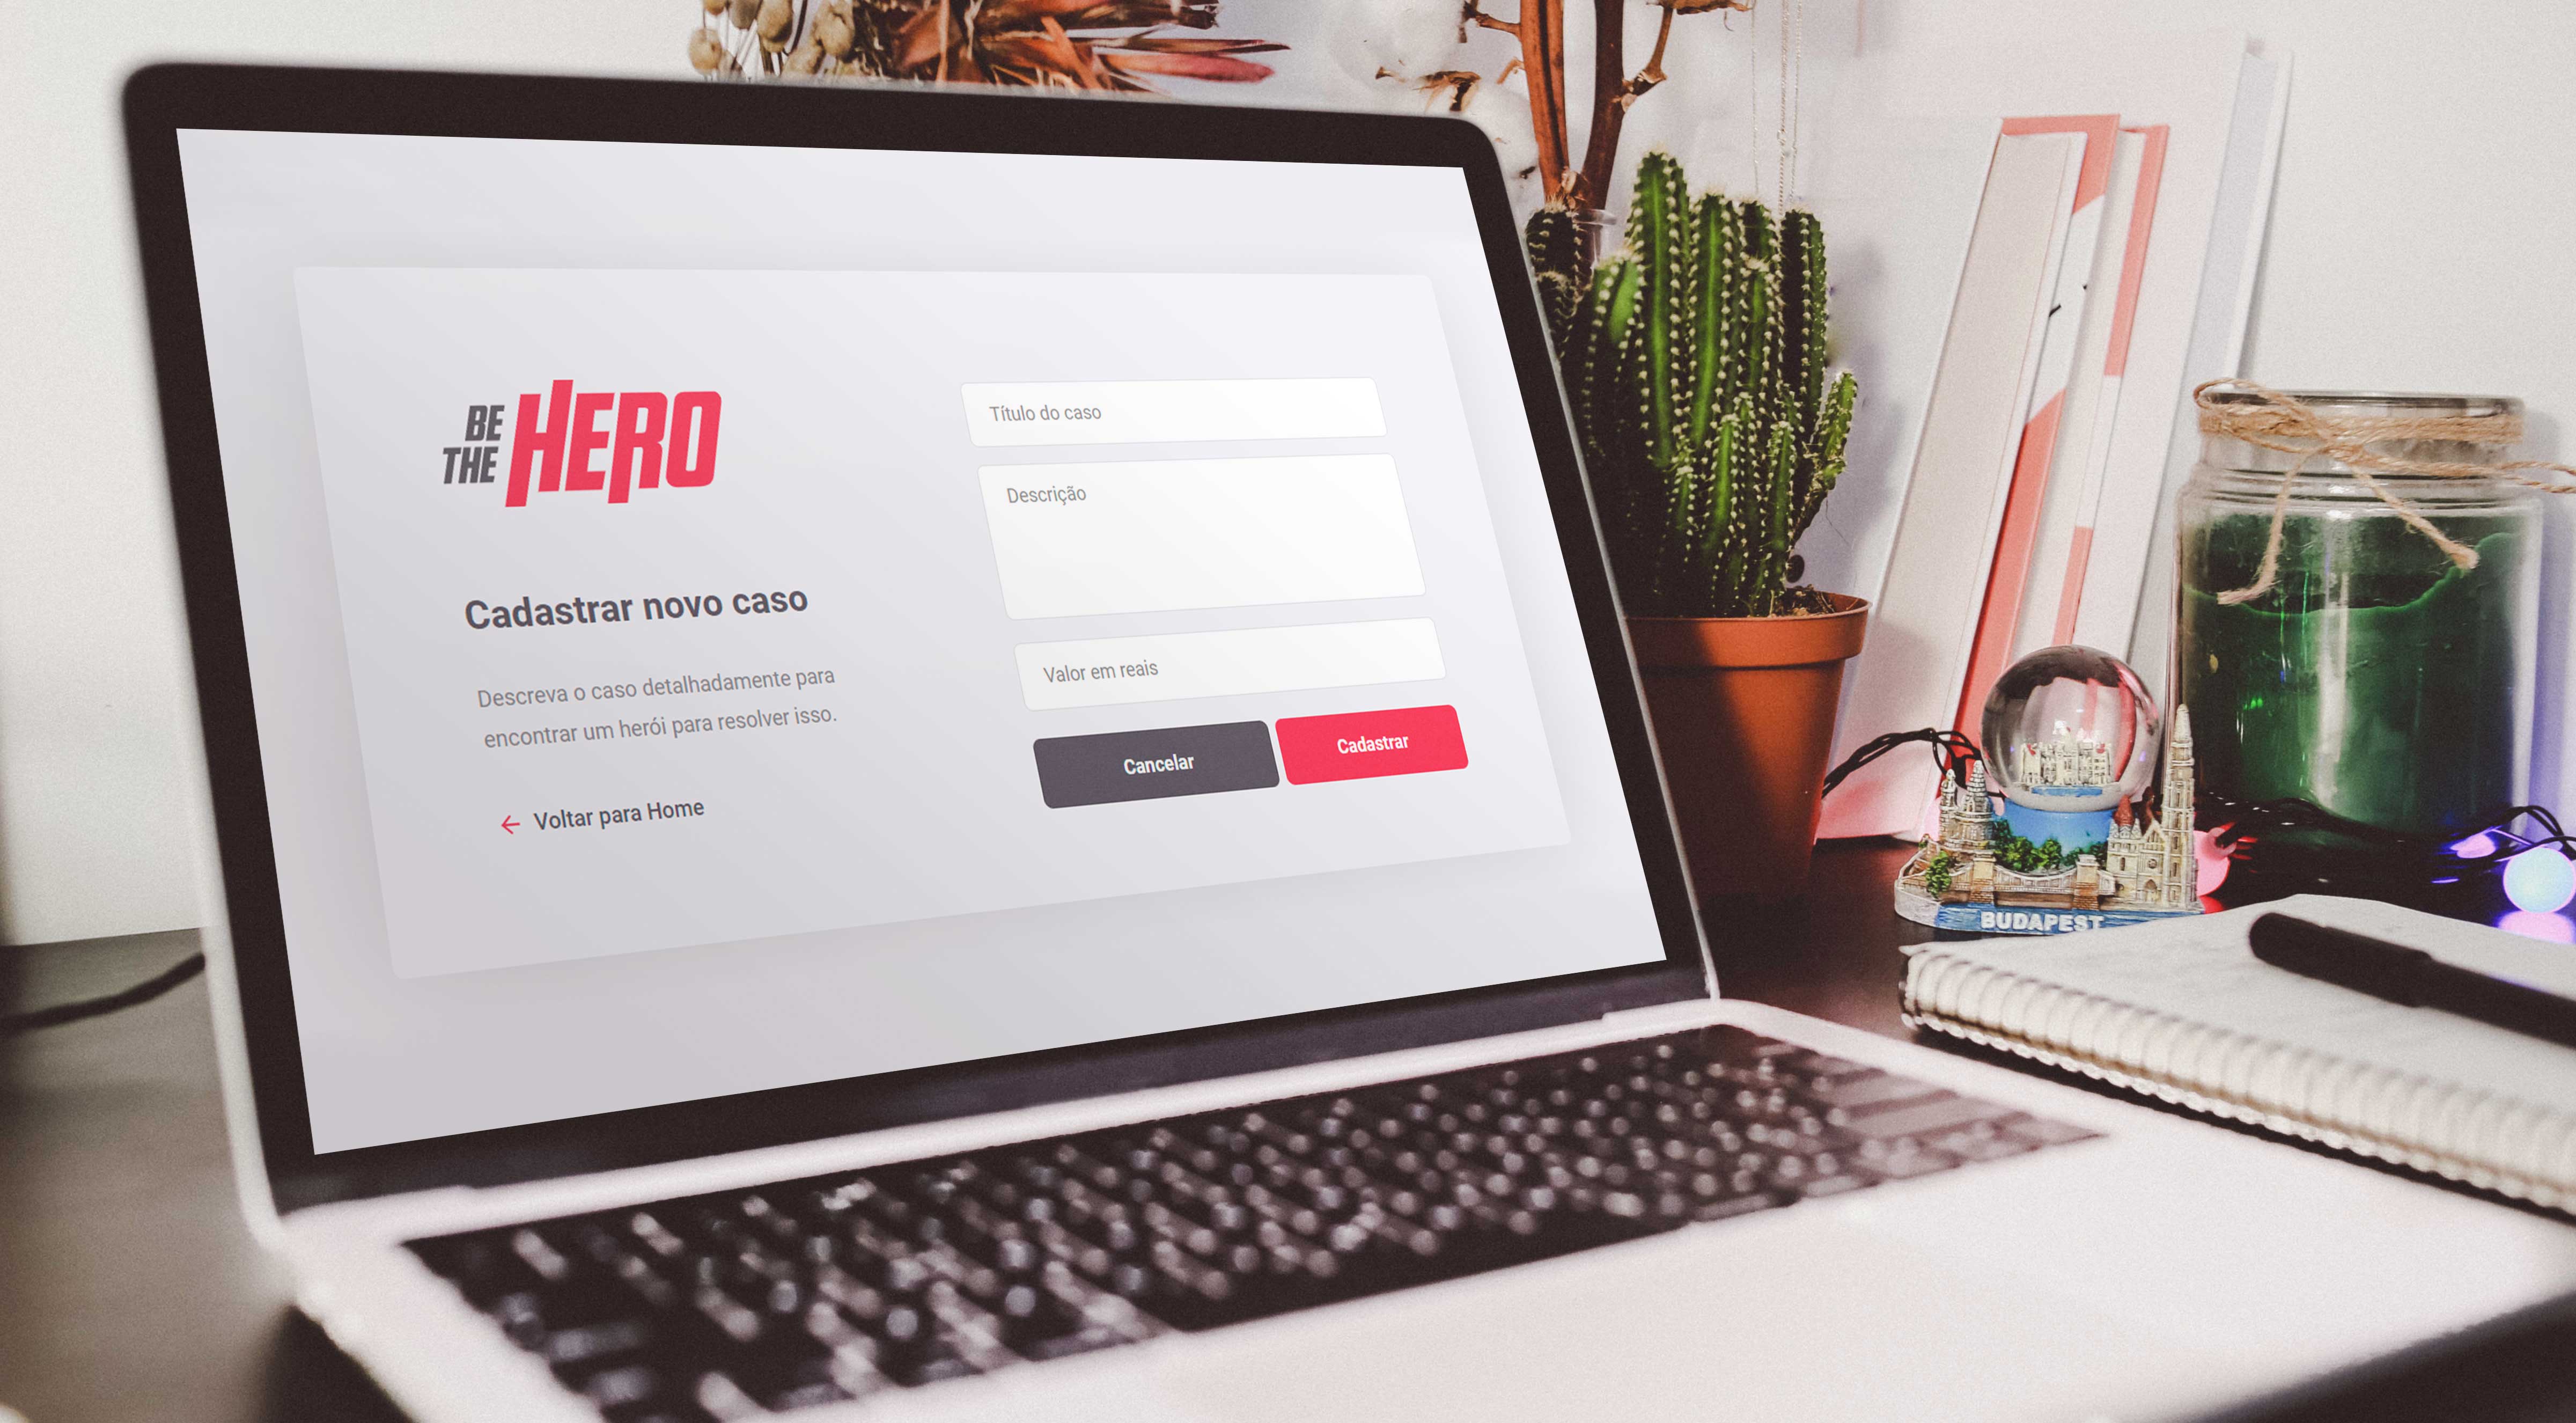 BE
THE
HERO
Cadastrar novo caso
Descreva o caso detalhadamente para
encontrar um herói para resolver isso.
← Voltar para Home
Título do caso
Descrição
Valor em reais
Cancelar
Cadastrar
BUDAPEST